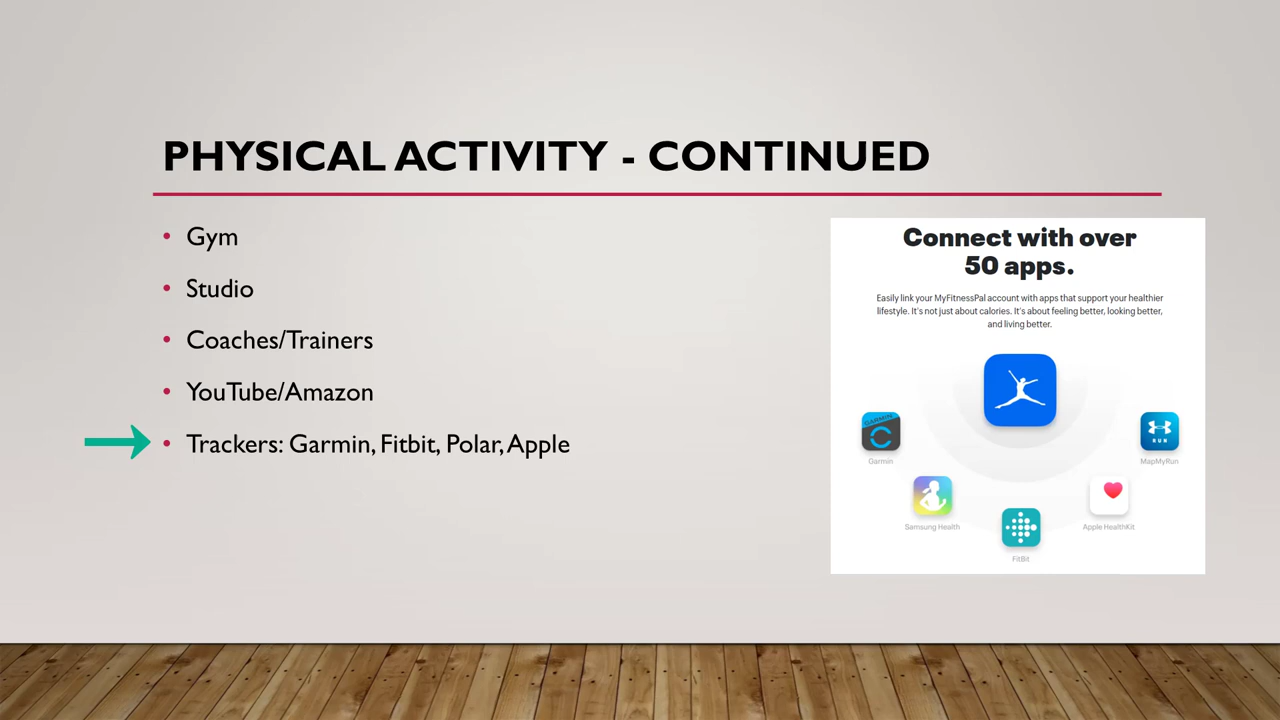 PHYSICAL ACTIVITY - CONTINUED
• Gym
• Studio
• Coaches/Trainers
• YouTube/Amazon
• Trackers: Garmin, Fitbit, Polar, Apple
Connect with over
50 apps.
Easily link your MyFitnessPal account with apps that support your healthier
lifestyle. It's not just about calories. It's about feeling better, looking better,
and living better.
GARMIN
RUN
Garmin
MapMyRun
Samsung Health
Apple HealthKit
FitBit